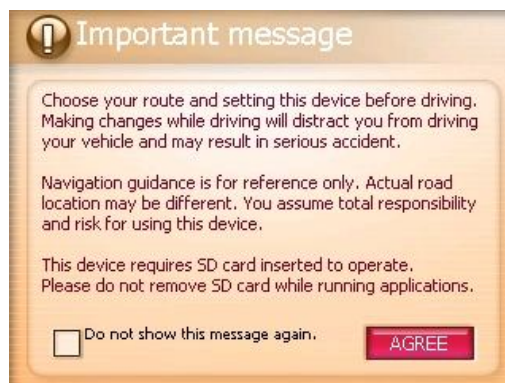 Important message
Choose your route and setting this device before driving.
Making changes while driving will distract you from driving
your vehicle and may result in serious accident.
Navigation guidance is for reference only. Actual road
location may be different. You assume total responsibility
and risk for using this device.
This device requires SD card inserted to operate.
Please do not remove SD card while running applications.
Do not show this message again.
AGREE